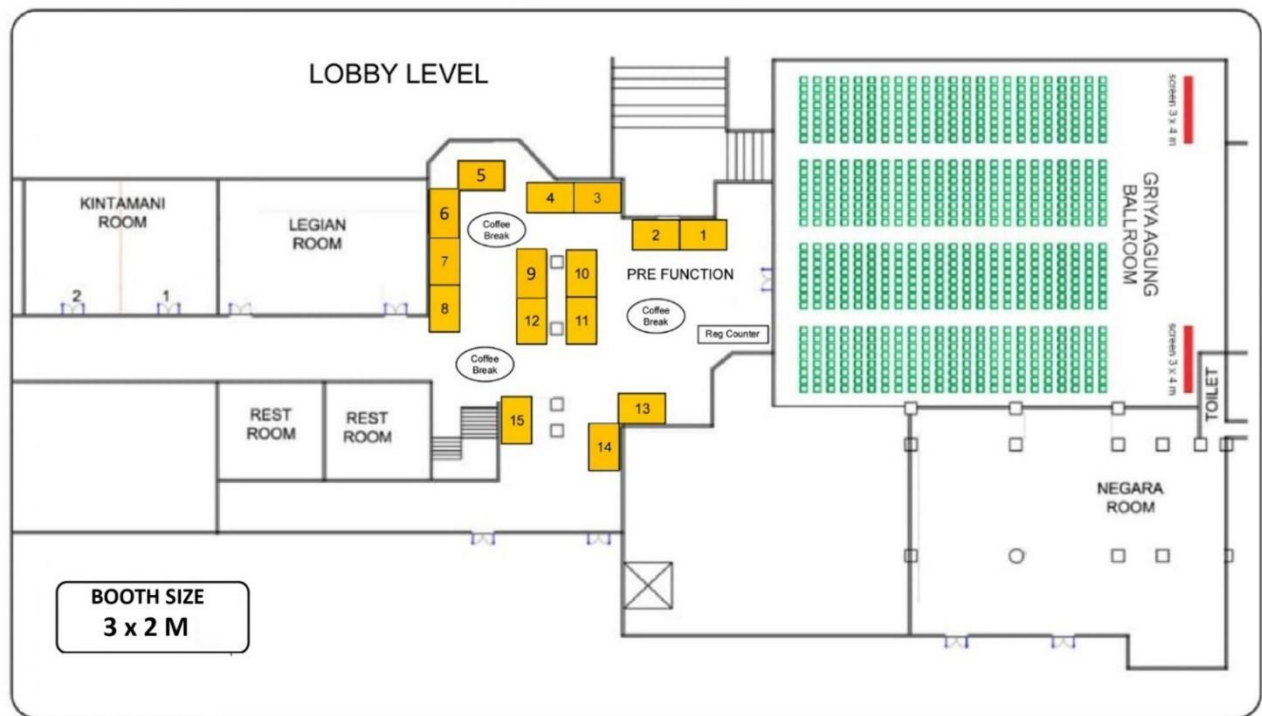 LOBBY LEVEL
KINTAMANI
ROOM
2
1
LEGIAN
ROOM
5
4
3
6
Coffee
Break
2
1
7
9
10
PRE FUNCTION
8
12
11
Coffee
Break
Reg Counter
Coffee
Break
screen 3 x 4 m
GRIYA AGUNG
BALLROOM
screen 3 x 4 m
TOILET
REST
ROOM
REST
ROOM
15
13
14
NEGARA
ROOM
BOOTH SIZE
3 x 2 M